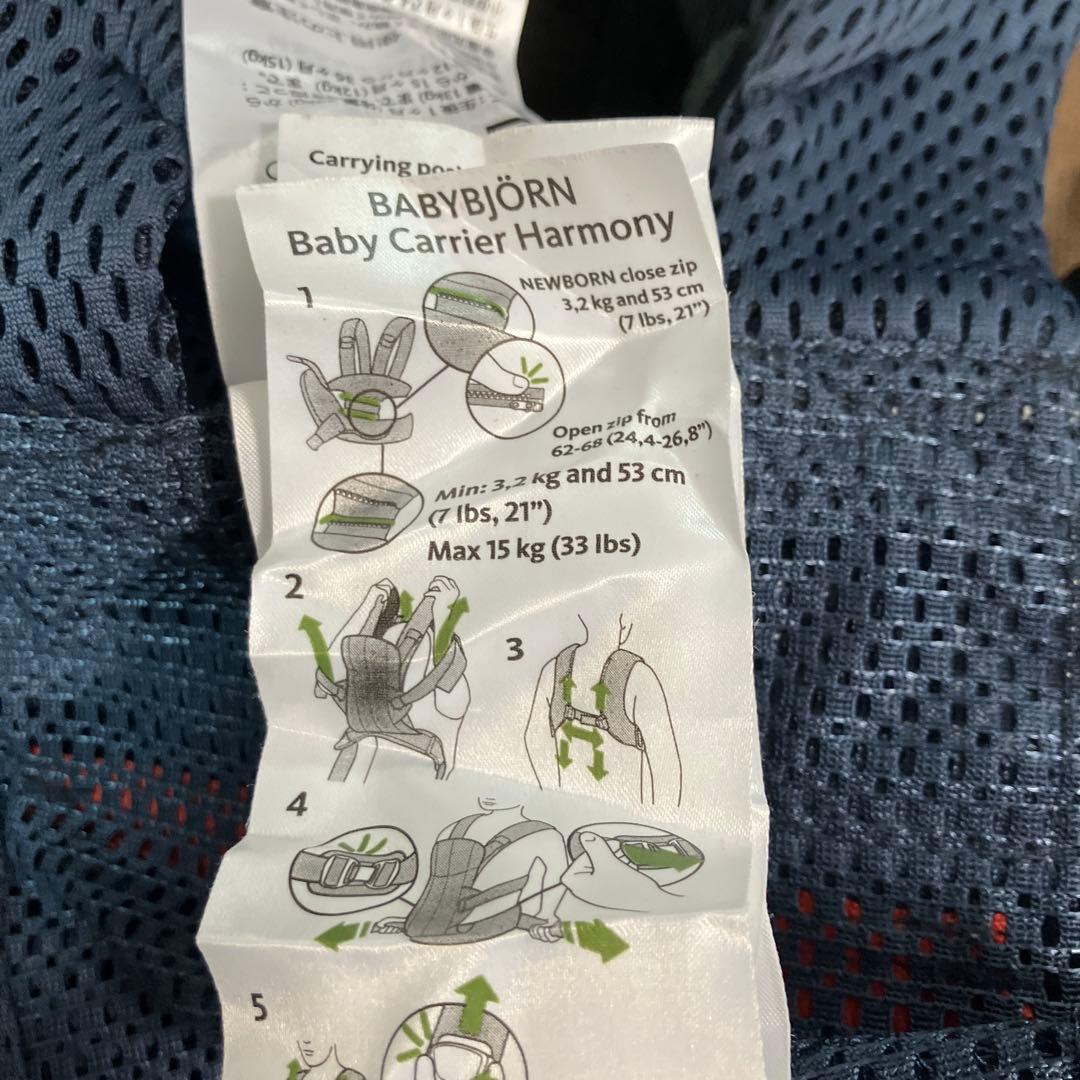 Carrying
BABYBJÖRN
Baby Carrier Harmony
1
NEWBORN close zip
3,2 kg and 53 cm
(7 lbs, 21”)
Open zip from
62-68 (24,4-26,8”)
Min: 3,2 kg and 53 cm
(7 lbs, 21”)
Max 15 kg (33 lbs)
2
3
4
5